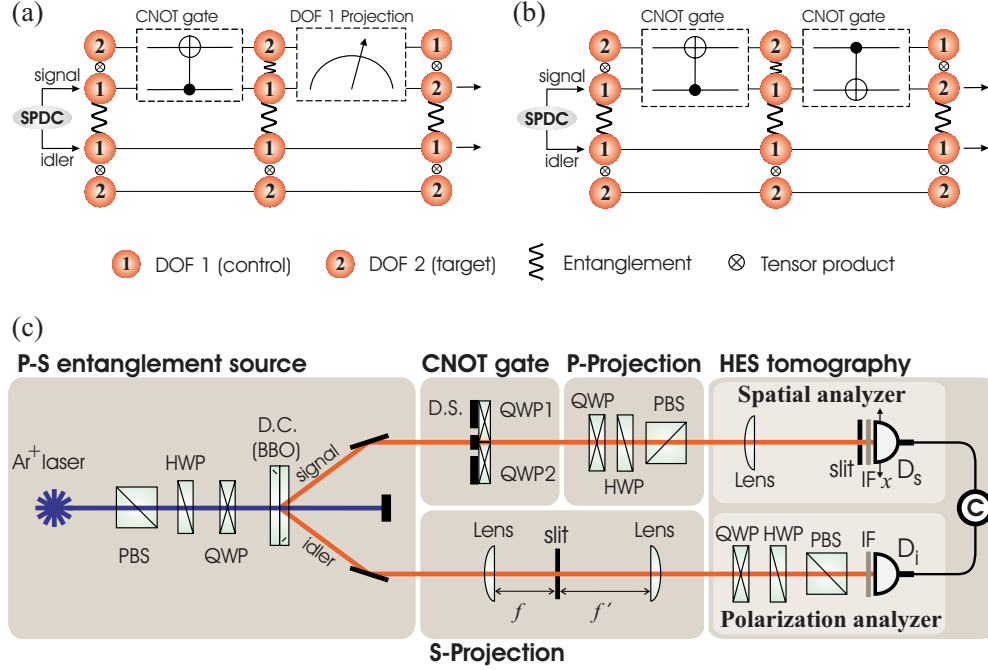 (a)
CNOT gate
DOF 1 Projection
2
2
1
signal
1
1
2
SPDC
1
1
1
idler
2
2
2
(b)
CNOT gate
CNOT gate
2
2
1
signal
1
1
2
SPDC
1
1
1
idler
2
2
2
1 DOF 1 (control)
2 DOF 2 (target)
Entanglement
Tensor product
(c)
P-S entanglement source
CNOT gate
P-Projection
HES tomography
Ar+ laser
PBS
HWP
QWP
D.C.
(BBO)
signal
idler
D.S.
QWP1
QWP2
QWP
HWP
PBS
Spatial analyzer
Lens
slit
IF
x
Ds
C
Lens
slit
Lens
f
f′
QWP
HWP
PBS
IF
Di
Polarization analyzer
S-Projection